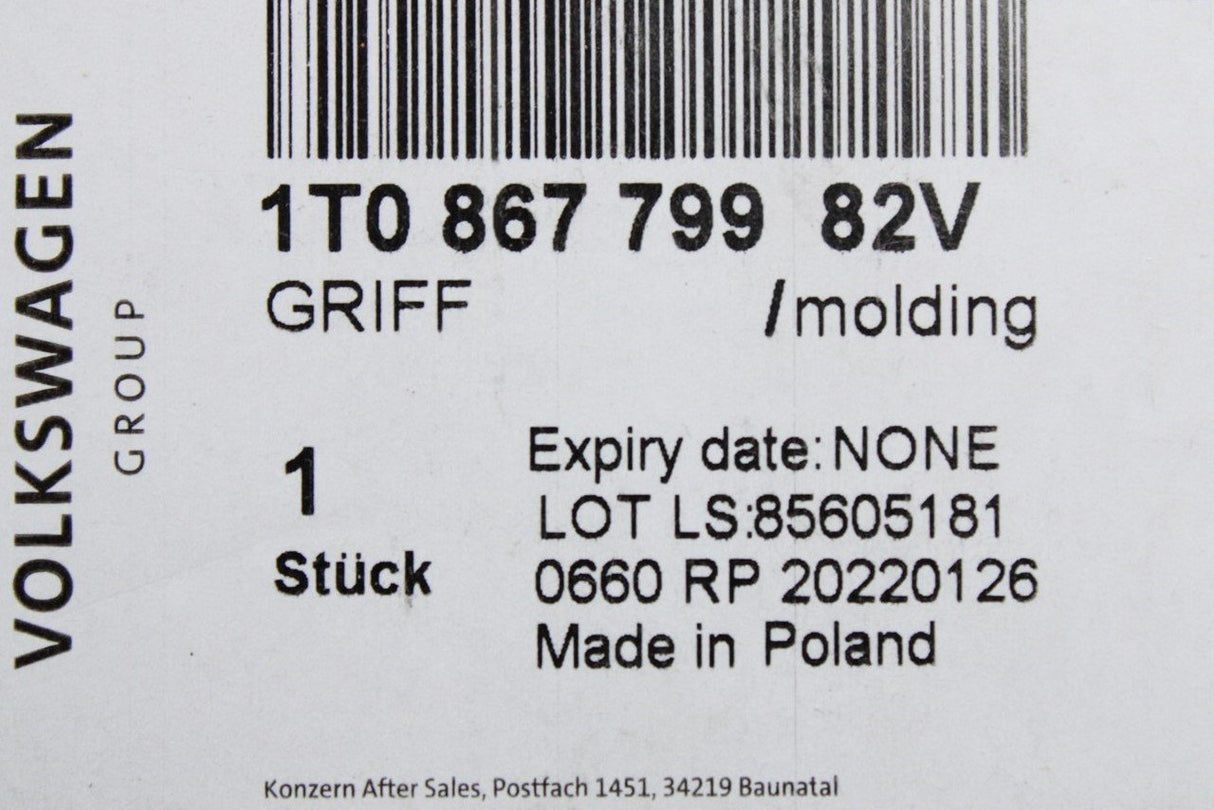 VOLKSWAGEN
GROUP
1T0 867 799 82V
GRIFF /molding
1
Stück
Expiry date:NONE
LOT LS:85605181
0660 RP 20220126
Made in Poland
Konzern After Sales, Postfach 1451, 34219 Baunatal